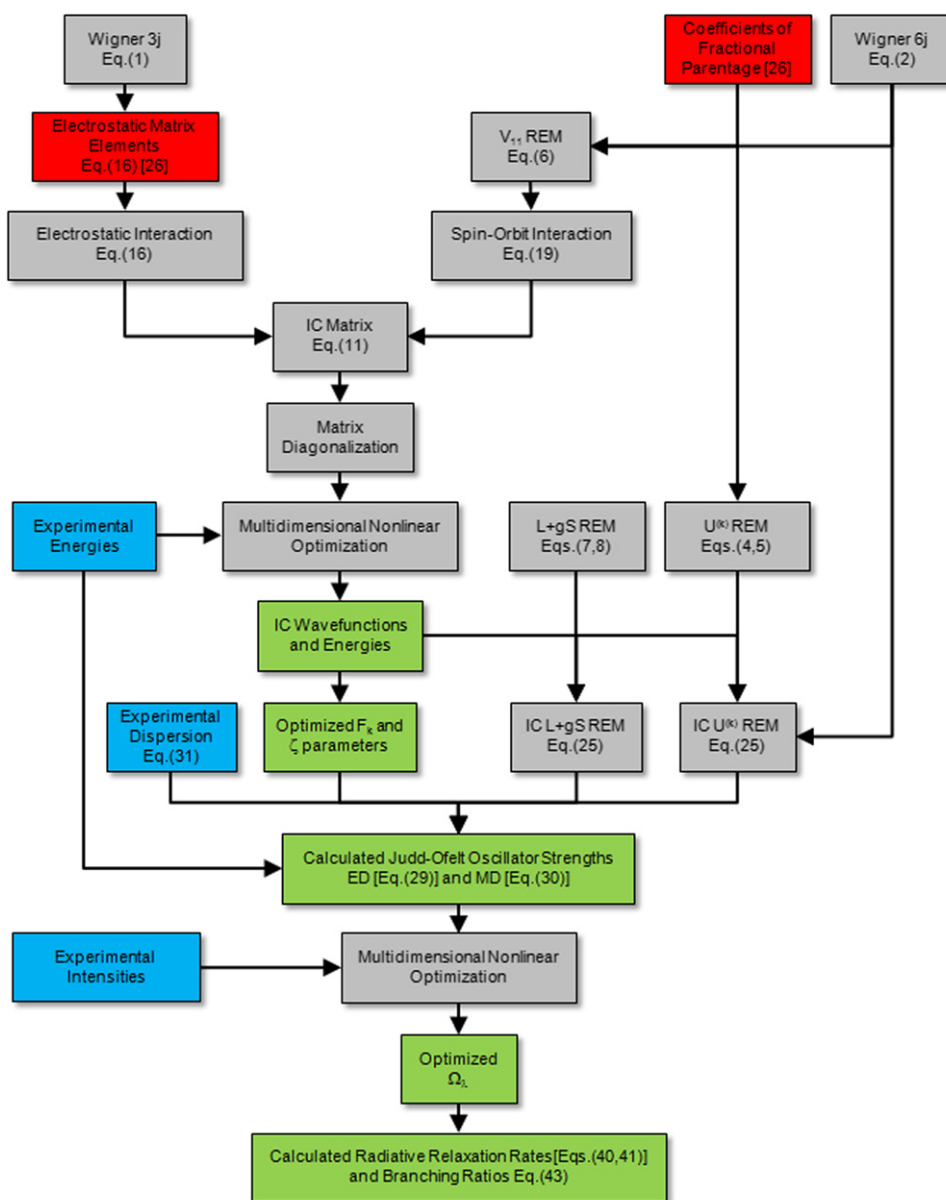 Wigner 3j
Eq.(1)
Coefficients of
Fractional
Parentage [26]
Wigner 6j
Eq.(2)
Electrostatic Matrix
Elements
Eq.(16) [26]
V₁₁ REM
Eq.(6)
Electrostatic Interaction
Eq.(16)
Spin-Orbit Interaction
Eq.(19)
IC Matrix
Eq.(11)
Matrix
Diagonalization
Experimental
Energies
Multidimensional Nonlinear
Optimization
L+gS REM
Eqs.(7,8)
U⁽ᵏ⁾ REM
Eqs.(4,5)
IC Wavefunctions
and Energies
Experimental
Dispersion
Eq.(31)
Optimized Fₖ and
ζ parameters
IC L+gS REM
Eq.(25)
IC U⁽ᵏ⁾ REM
Eq.(25)
Calculated Judd-Ofelt Oscillator Strengths
ED [Eq.(29)] and MD [Eq.(30)]
Experimental
Intensities
Multidimensional Nonlinear
Optimization
Optimized
Ω_λ
Calculated Radiative Relaxation Rates[Eqs.(40,41)]
and Branching Ratios Eq.(43)